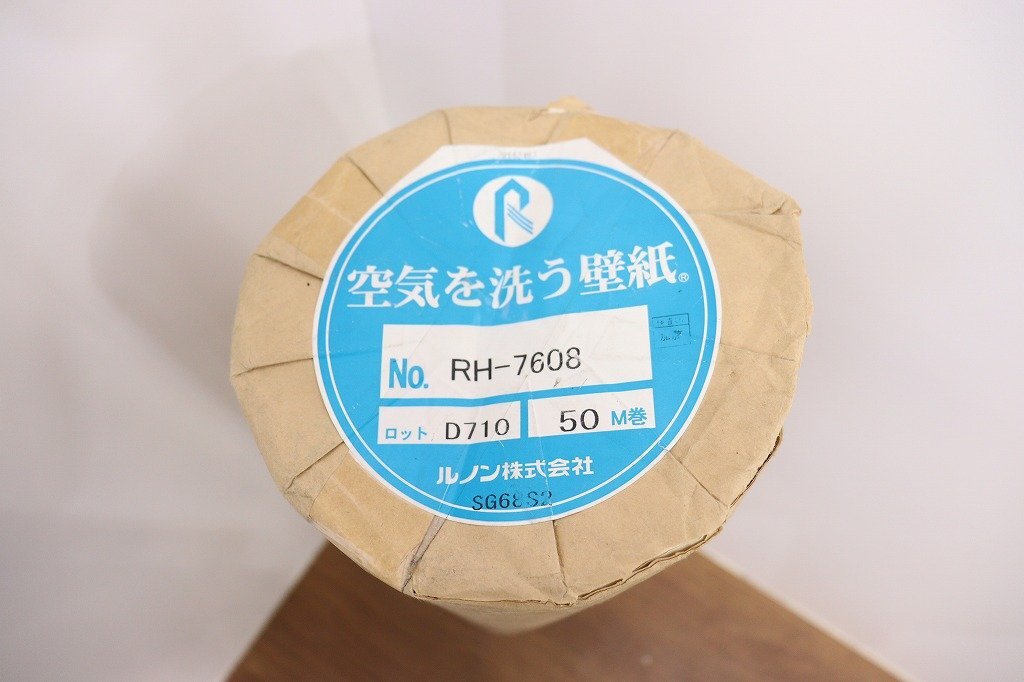 空気を洗う壁紙®
No. RH-7608
ロット D710 50 M巻
ルノン株式会社
SG68S2